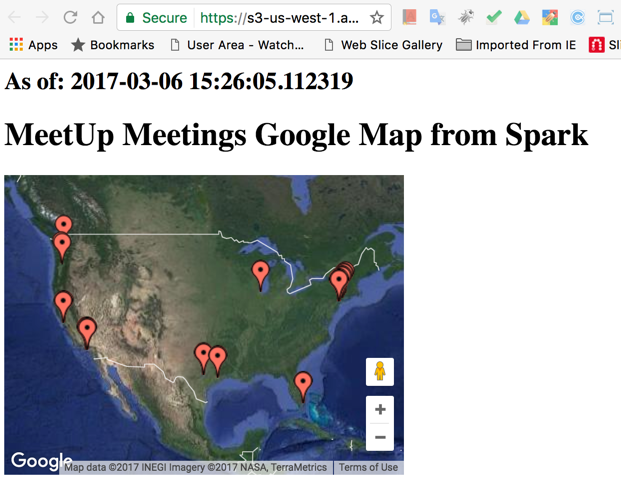 Secure https://s3-us-west-1.a...
Apps Bookmarks User Area - Watch... Web Slice Gallery Imported From IE Sl
As of: 2017-03-06 15:26:05.112319
MeetUp Meetings Google Map from Spark
Google Map data ©2017 INEGI Imagery ©2017 NASA, TerraMetrics Terms of Use